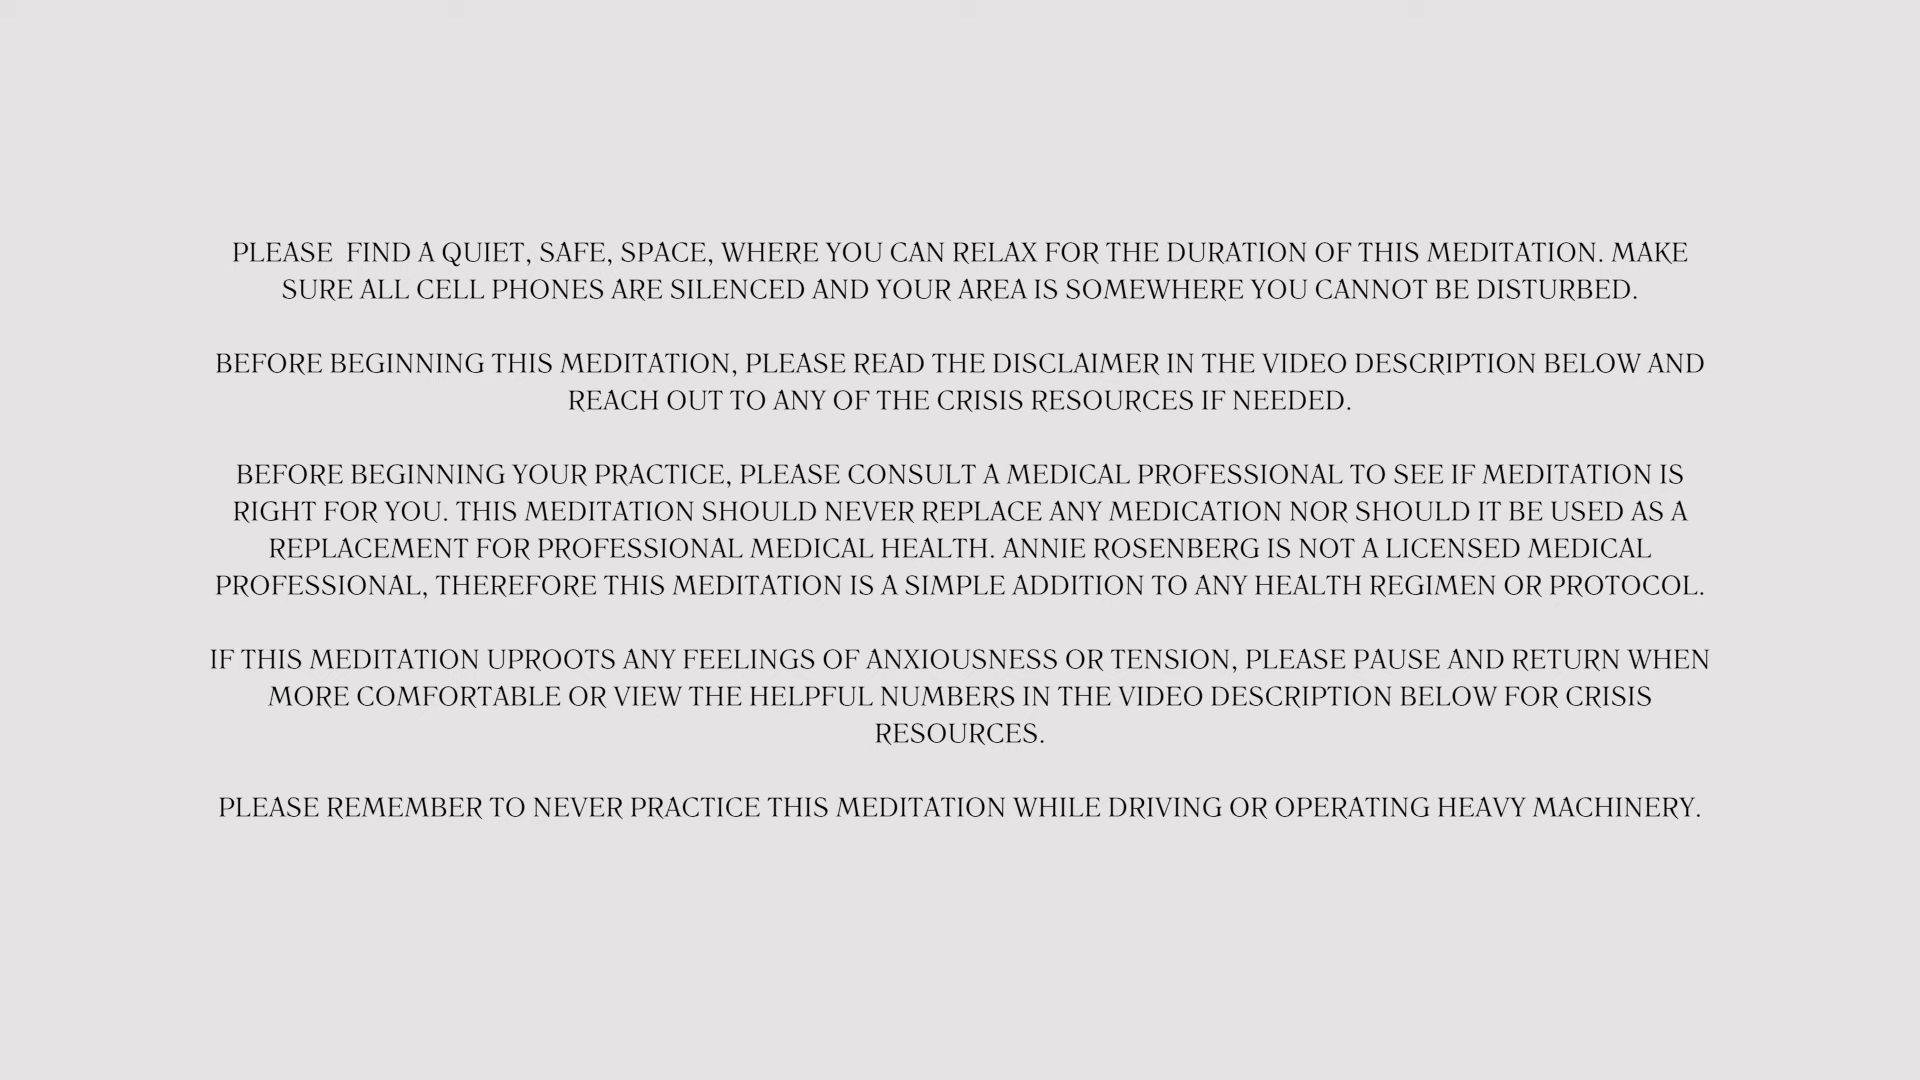 PLEASE  FIND A QUIET, SAFE, SPACE, WHERE YOU CAN RELAX FOR THE DURATION OF THIS MEDITATION. MAKE
SURE ALL CELL PHONES ARE SILENCED AND YOUR AREA IS SOMEWHERE YOU CANNOT BE DISTURBED.
BEFORE BEGINNING THIS MEDITATION, PLEASE READ THE DISCLAIMER IN THE VIDEO DESCRIPTION BELOW AND
REACH OUT TO ANY OF THE CRISIS RESOURCES IF NEEDED.
BEFORE BEGINNING YOUR PRACTICE, PLEASE CONSULT A MEDICAL PROFESSIONAL TO SEE IF MEDITATION IS
RIGHT FOR YOU. THIS MEDITATION SHOULD NEVER REPLACE ANY MEDICATION NOR SHOULD IT BE USED AS A
REPLACEMENT FOR PROFESSIONAL MEDICAL HEALTH. ANNIE ROSENBERG IS NOT A LICENSED MEDICAL
PROFESSIONAL, THEREFORE THIS MEDITATION IS A SIMPLE ADDITION TO ANY HEALTH REGIMEN OR PROTOCOL.
IF THIS MEDITATION UPROOTS ANY FEELINGS OF ANXIOUSNESS OR TENSION, PLEASE PAUSE AND RETURN WHEN
MORE COMFORTABLE OR VIEW THE HELPFUL NUMBERS IN THE VIDEO DESCRIPTION BELOW FOR CRISIS
RESOURCES.
PLEASE REMEMBER TO NEVER PRACTICE THIS MEDITATION WHILE DRIVING OR OPERATING HEAVY MACHINERY.